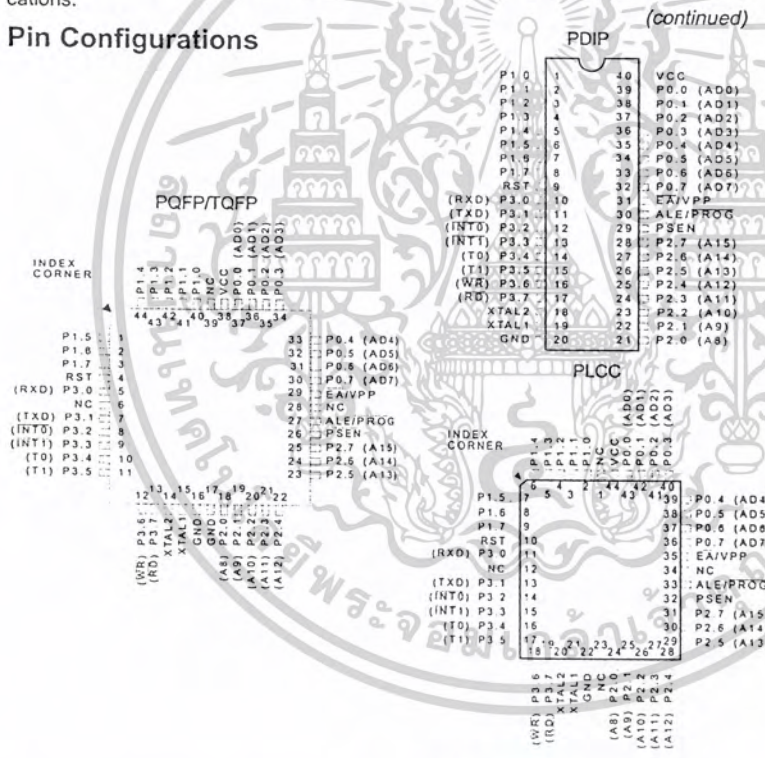 cations.
(continued)
Pin Configurations
PDIP
P1.0 1 40 VCC
P1.1 2 39 P0.0 (AD0)
P1.2 3 38 P0.1 (AD1)
P1.3 4 37 P0.2 (AD2)
P1.4 5 36 P0.3 (AD3)
P1.5 6 35 P0.4 (AD4)
P1.6 7 34 P0.5 (AD5)
P1.7 8 33 P0.6 (AD6)
RST 9 32 P0.7 (AD7)
(RXD) P3.0 10 31 EA/VPP
(TXD) P3.1 11 30 ALE/PROG
(INT0) P3.2 12 29 PSEN
(INT1) P3.3 13 28 P2.7 (A15)
(T0) P3.4 14 27 P2.6 (A14)
(T1) P3.5 15 26 P2.5 (A13)
(WR) P3.6 16 25 P2.4 (A12)
(RD) P3.7 17 24 P2.3 (A11)
XTAL2 18 23 P2.2 (A10)
XTAL1 19 22 P2.1 (A9)
GND 20 21 P2.0 (A8)
PQFP/TQFP
INDEX
CORNER
P1.4
P1.3
P1.2
P1.1
P1.0
NC
VCC
P0.0 (AD0)
P0.1 (AD1)
P0.2 (AD2)
P0.3 (AD3)
44 43 42 41 40 39 38 37 36 35 34
P1.5 1 33 P0.4 (AD4)
P1.6 2 32 P0.5 (AD5)
P1.7 3 31 P0.6 (AD6)
RST 4 30 P0.7 (AD7)
(RXD) P3.0 5 29 EA/VPP
NC 6 28 NC
(TXD) P3.1 7 27 ALE/PROG
(INT0) P3.2 8 26 PSEN
(INT1) P3.3 9 25 P2.7 (A15)
(T0) P3.4 10 24 P2.6 (A14)
(T1) P3.5 11 23 P2.5 (A13)
12 13 14 15 16 17 18 19 20 21 22
(WR) P3.6
(RD) P3.7
XTAL2
XTAL1
GND
GND
(A8) P2.0
(A9) P2.1
(A10) P2.2
(A11) P2.3
(A12) P2.4
PLCC
INDEX
CORNER
P1.4
P1.3
P1.2
P1.1
P1.0
NC
VCC
P0.0 (AD0)
P0.1 (AD1)
P0.2 (AD2)
P0.3 (AD3)
6 5 4 3 2 1 44 43 42 41 40
P1.5 7 39 P0.4 (AD4
P1.6 8 38 P0.5 (AD5
P1.7 9 37 P0.6 (AD6
RST 10 36 P0.7 (AD7
(RXD) P3.0 11 35 EA/VPP
NC 12 34 NC
(TXD) P3.1 13 33 ALE/PROG
(INT0) P3.2 14 32 PSEN
(INT1) P3.3 15 31 P2.7 (A15
(T0) P3.4 16 30 P2.6 (A14
(T1) P3.5 17 29 P2.5 (A13
18 19 20 21 22 23 24 25 26 27 28
(WR) P3.6
(RD) P3.7
XTAL2
XTAL1
GND
NC
(A8) P2.0
(A9) P2.1
(A10) P2.2
(A11) P2.3
(A12) P2.4